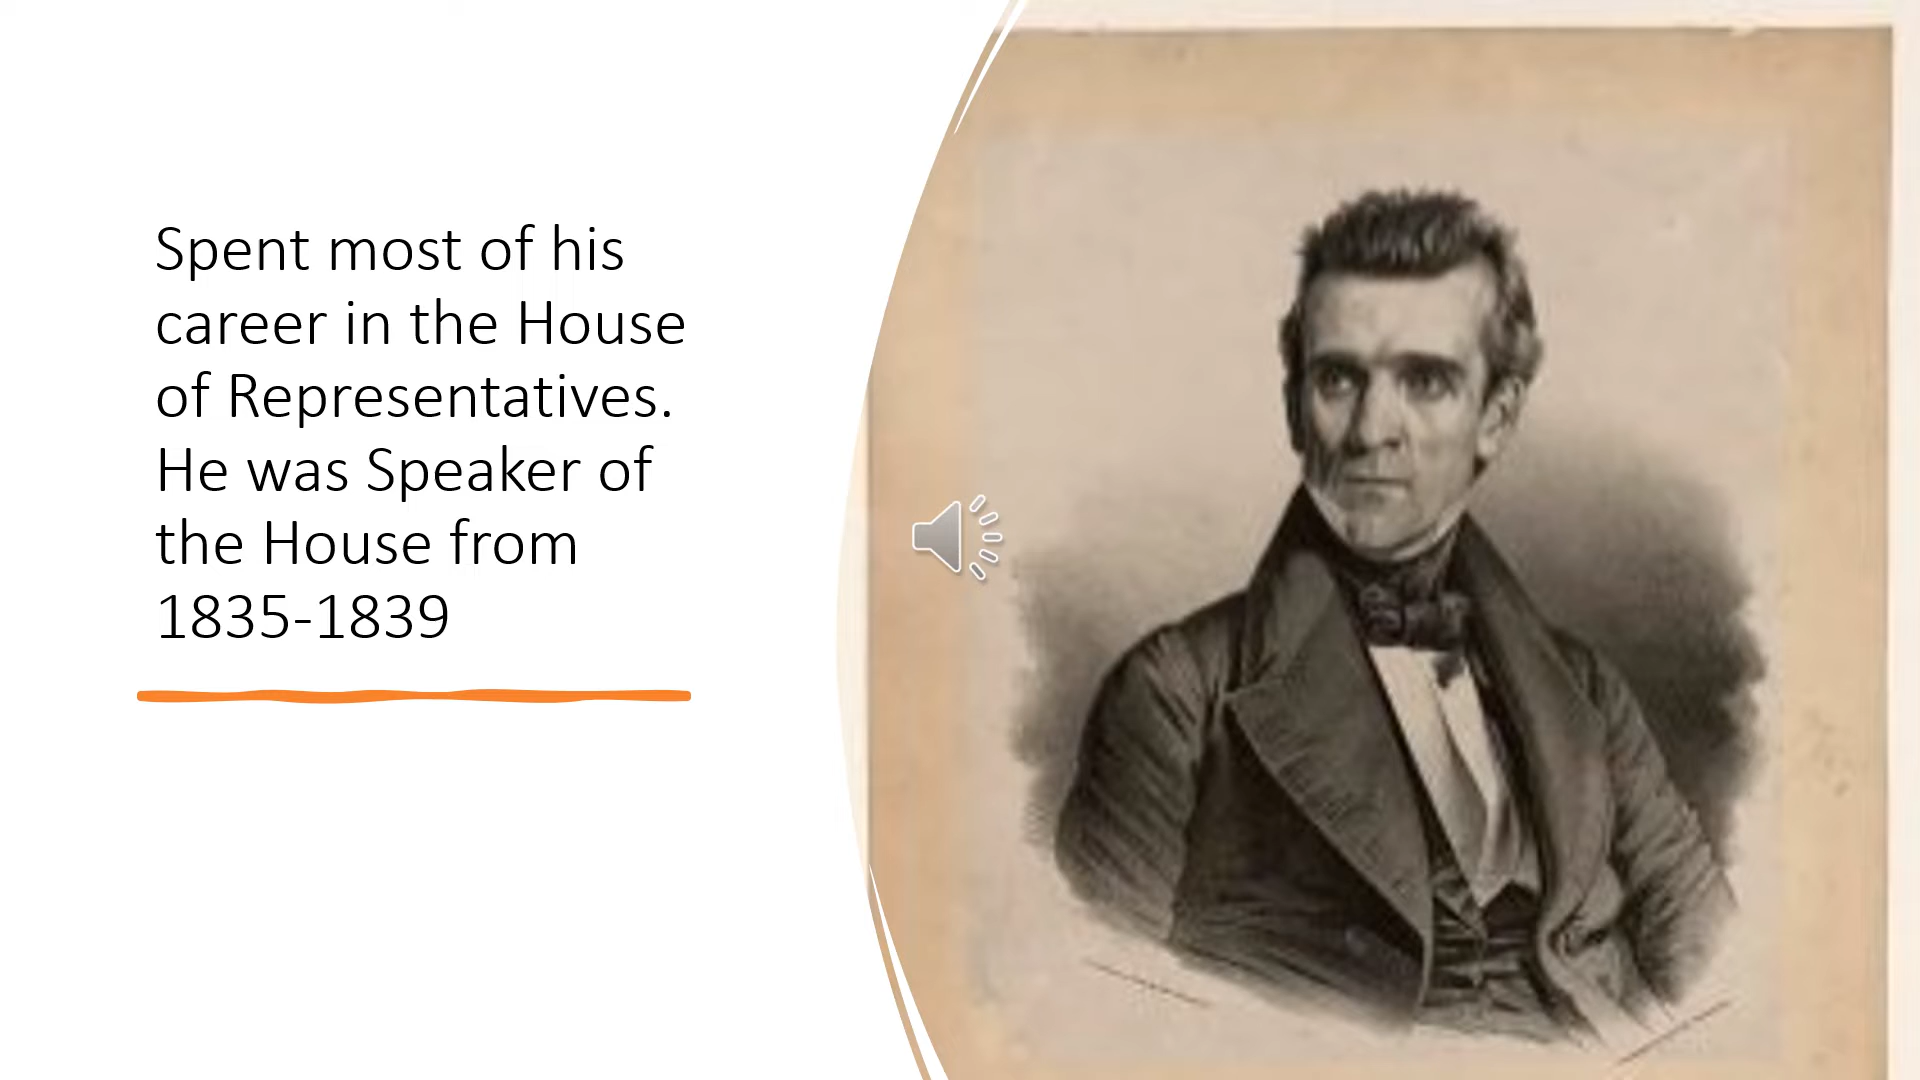 Spent most of his
career in the House
of Representatives.
He was Speaker of
the House from
1835-1839